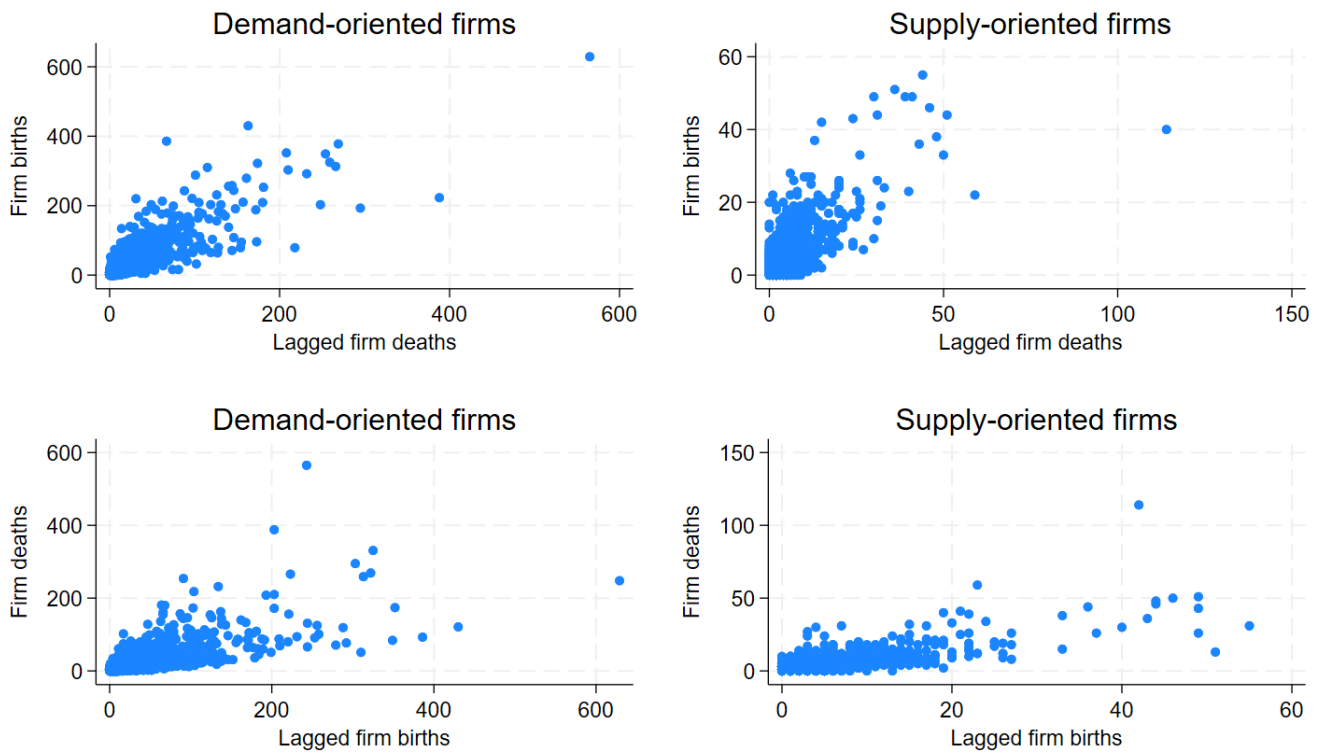 Demand-oriented firms
Firm births
600
400
200
0
0 200 400 600
Lagged firm deaths
Supply-oriented firms
Firm births
60
40
20
0
0 50 100 150
Lagged firm deaths
Demand-oriented firms
Firm deaths
600
400
200
0
0 200 400 600
Lagged firm births
Supply-oriented firms
Firm deaths
150
100
50
0
0 20 40 60
Lagged firm births